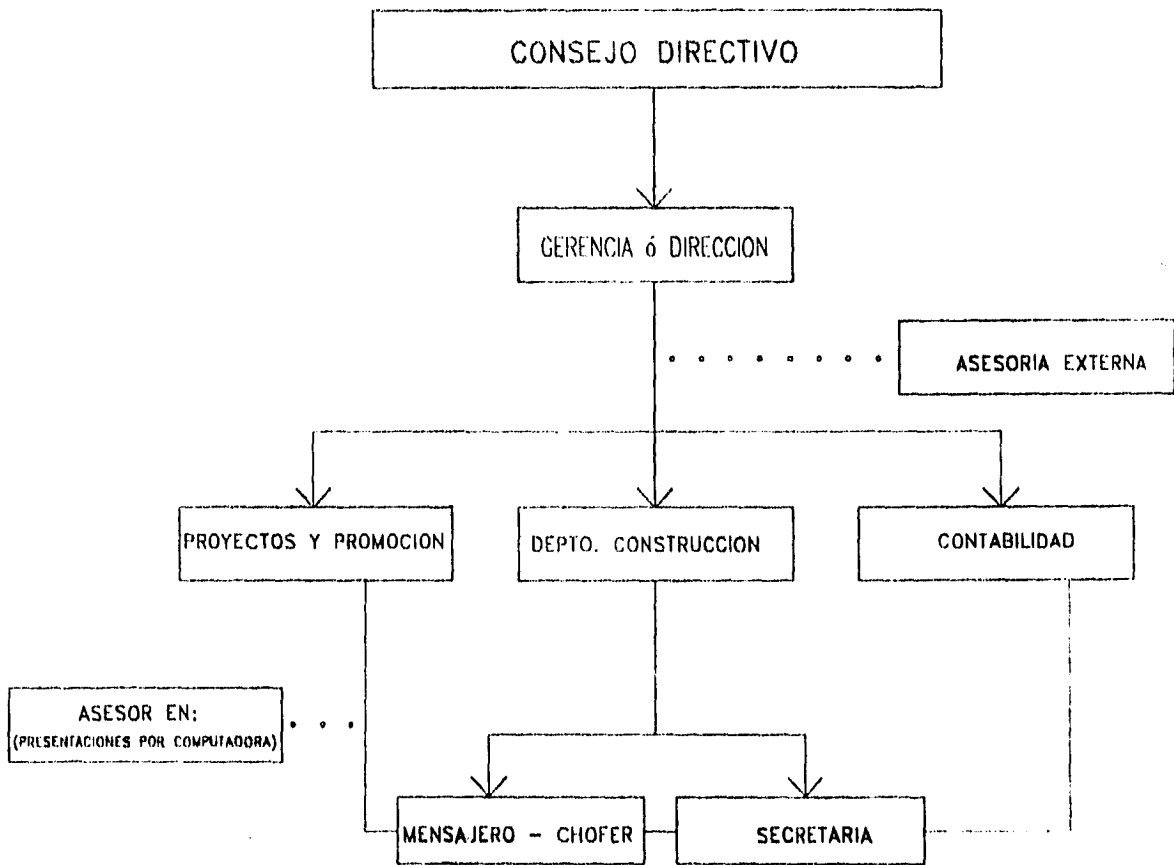 CONSEJO DIRECTIVO
GERENCIA ó DIRECCION
ASESORIA EXTERNA
PROYECTOS Y PROMOCION
DEPTO. CONSTRUCCION
CONTABILIDAD
ASESOR EN:
(PRESENTACIONES POR COMPUTADORA)
MENSAJERO - CHOFER
SECRETARIA